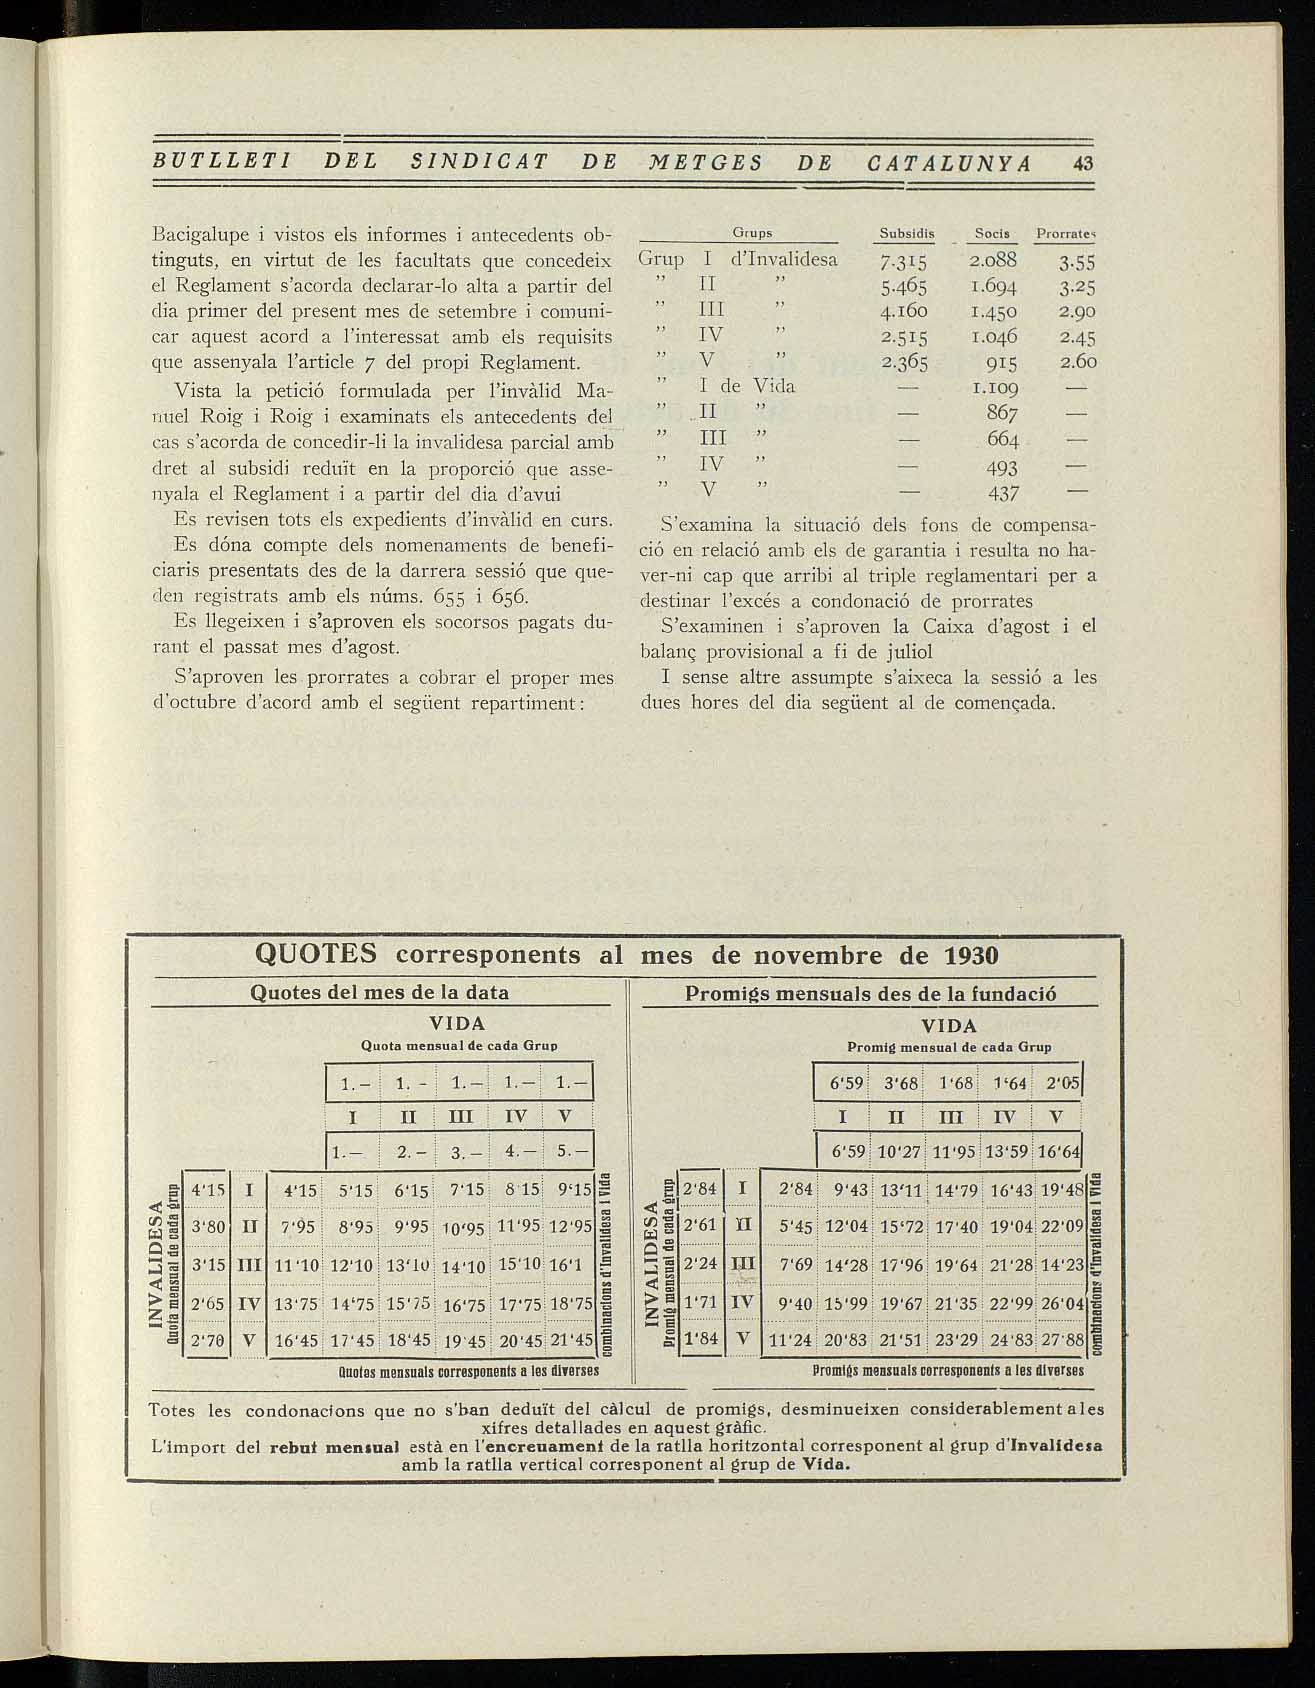 BUTLLETI DEL SINDICAT DE METGES DE CATALUNYA 43
Bacigalupe i vistos els informes i antecedents ob-
tinguts, en virtut de les facultats que concedeix
el Reglament s'acorda declarar-lo alta a partir del
dia primer del present mes de setembre i comuni-
car aquest acord a l'interessat amb els requisits
que assenyala l'article 7 del propi Reglament.
Vista la petició formulada per l'invàlid Ma-
nuel Roig i Roig i examinats els antecedents del
cas s'acorda de concedir-li la invalidesa parcial amb
dret al subsidi reduït en la proporció que asse-
nyala el Reglament i a partir del dia d'avui
Es revisen tots els expedients d'invàlid en curs.
Es dóna compte dels nomenaments de benefi-
ciaris presentats des de la darrera sessió que que-
den registrats amb els núms. 655 i 656.
Es llegeixen i s'aproven els socorsos pagats du-
rant el passat mes d'agost.
S'aproven les prorrates a cobrar el proper mes
d'octubre d'acord amb el següent repartiment:
Grups Subsidis Socis Prorrates
Grup I d'Invalidesa 7.315 2.088 3.55
" II " 5.465 1.694 3.25
" III " 4.160 1.450 2.90
" IV " 2.515 1.046 2.45
" V " 2.365 915 2.60
" I de Vida — 1.109 —
" II " — 867 —
" III " — 664 —
" IV " — 493 —
" V " — 437 —
S'examina la situació dels fons de compensa-
ció en relació amb els de garantia i resulta no ha-
ver-ni cap que arribi al triple reglamentari per a
destinar l'excés a condonació de prorrates
S'examinen i s'aproven la Caixa d'agost i el
balanç provisional a fi de juliol
I sense altre assumpte s'aixeca la sessió a les
dues hores del dia següent al de començada.
QUOTES corresponents al mes de novembre de 1930
Quotes del mes de la data
VIDA
Quota mensual de cada Grup
1.— 1. - 1.— 1.— 1.—
I II III IV V
1.— 2.— 3.— 4.— 5.—
INVALIDESA
Quota mensual de cada grup
4'15 I 4'15 5'15 6'15 7'15 8 15 9'15
3'80 II 7'95 8'95 9'95 10'95 11'95 12'95
3'15 III 11'10 12'10 13'10 14'10 15'10 16'1
2'65 IV 13'75 14'75 15'75 16'75 17'75 18'75
2'70 V 16'45 17'45 18'45 19'45 20'45 21'45
Quotes mensuals corresponents a les diverses
combinacions d'Invalidesa i Vida
Promigs mensuals des de la fundació
VIDA
Promig mensual de cada Grup
6'59 3'68 1'68 1'64 2'05
I II III IV V
6'59 10'27 11'95 13'59 16'64
INVALIDESA
Promig mensual de cada grup
2'84 I 2'84 9'43 13'11 14'79 16'43 19'48
2'61 II 5'45 12'04 15'72 17'40 19'04 22'09
2'24 III 7'69 14'28 17'96 19'64 21'28 14'23
1'71 IV 9'40 15'99 19'67 21'35 22'99 26'04
1'84 V 11'24 20'83 21'51 23'29 24'83 27'88
Promigs mensuals corresponents a les diverses
combinacions d'Invalidesa i Vida
Totes les condonacions que no s'han deduït del càlcul de promigs, desminueixen considerablement a les
xifres detallades en aquest gràfic.
L'import del rebut mensual està en l'encreuament de la ratlla horitzontal corresponent al grup d'Invalidesa
amb la ratlla vertical corresponent al grup de Vida.